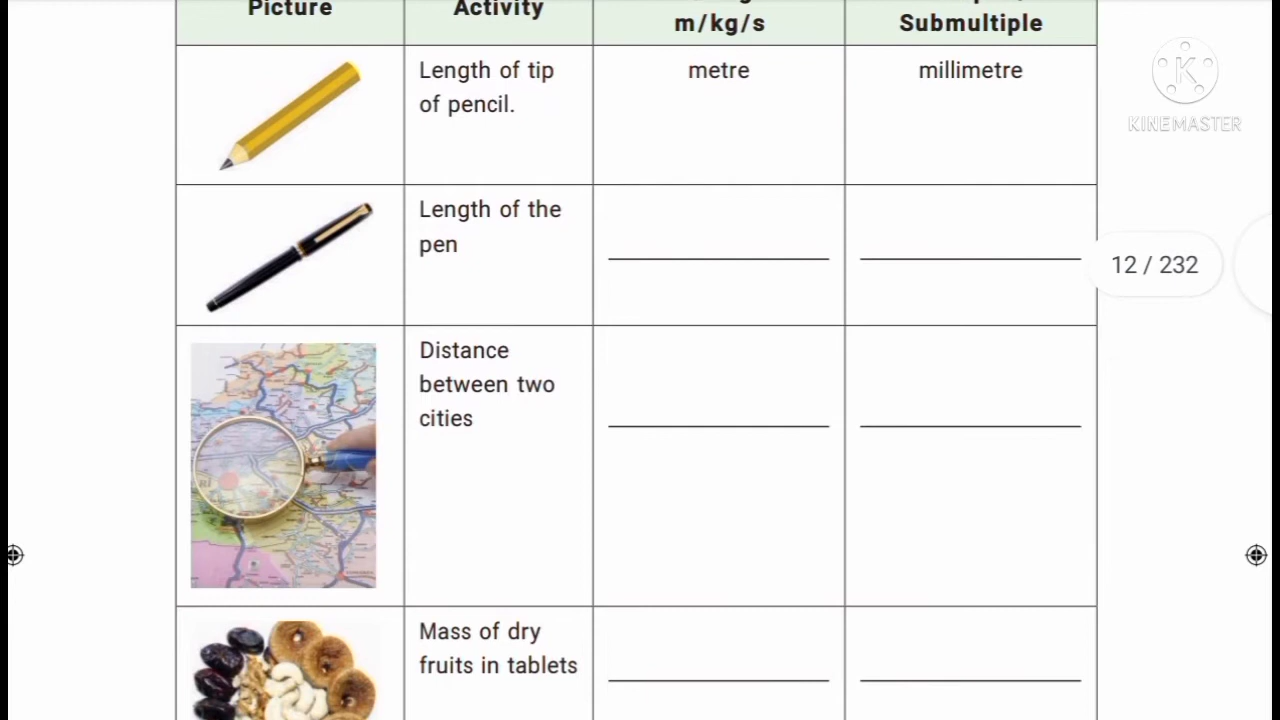 Picture
Activity
m/kg/s
Submultiple
Length of tip
of pencil.
metre
millimetre
Length of the
pen
Distance
between two
cities
Mass of dry
fruits in tablets
KINEMASTER
12 / 232